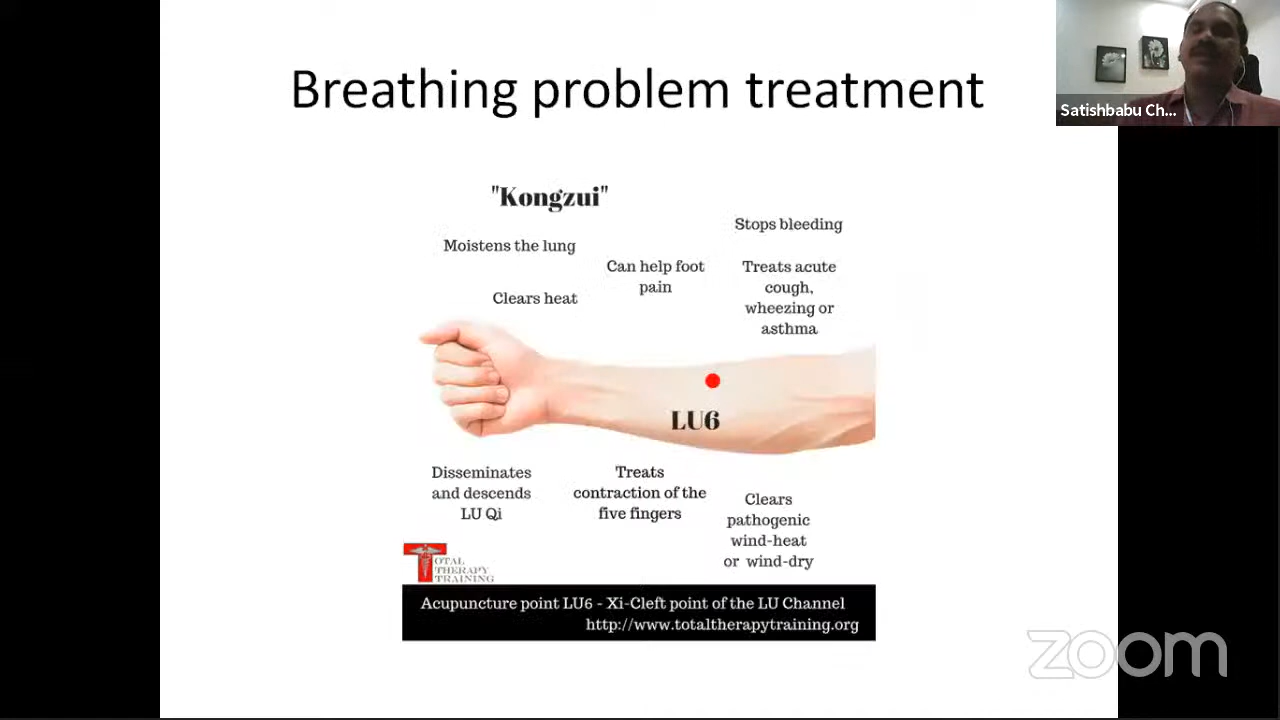 Breathing problem treatment
Satishbabu Ch...
"Kongzui"
Stops bleeding
Moistens the lung
Can help foot
pain
Treats acute
cough,
wheezing or
asthma
Clears heat
LU6
Disseminates
and descends
LU Qi
Treats
contraction of the
five fingers
Clears
pathogenic
wind-heat
or wind-dry
TOTAL
THERAPY
TRAINING
Acupuncture point LU6 - Xi-Cleft point of the LU Channel
http://www.totaltherapytraining.org
zoom